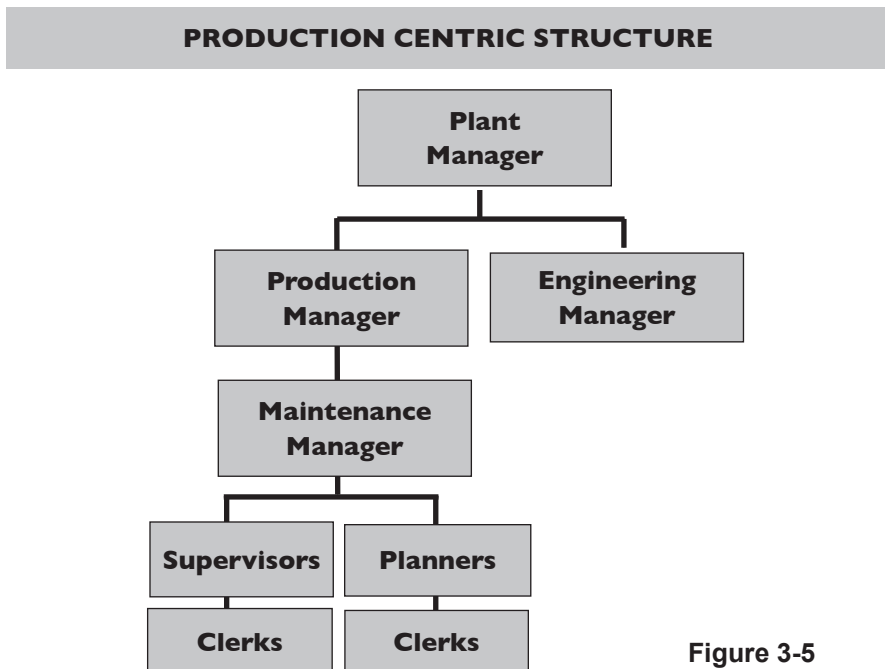 PRODUCTION CENTRIC STRUCTURE
Plant
Manager
Production
Manager
Engineering
Manager
Maintenance
Manager
Supervisors
Planners
Clerks
Clerks
Figure 3-5